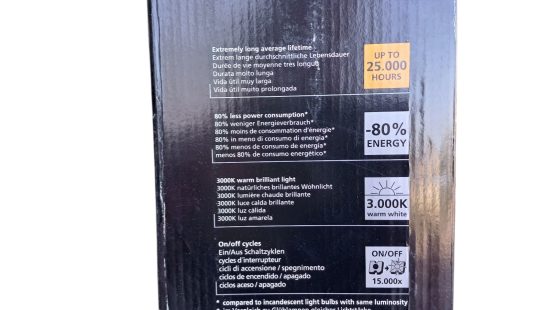 Extremely long average lifetime
Extrem lange durchschnittliche Lebensdauer
Durée de vie moyenne très longue
Durata molto lunga
Vida útil muy larga
Vida útil muito prolongada
UP TO
25.000
HOURS
80% less power consumption*
80% weniger Energieverbrauch*
80% moins de consommation d'énergie*
80% in meno di consumo di energia*
80% menos de consumo de energía*
menos 80% de consumo energético*
-80%
ENERGY
3000K warm brilliant light
3000K natürliches brillantes Wohnlicht
3000K lumière chaude brillante
3000K luce calda brillante
3000K luz cálida
3000K luz amarela
3.000K
warm white
On/off cycles
Ein/Aus Schaltzyklen
cycles d'interrupteur
cicli di accensione / spegnimento
ciclos de encendido / apagado
ciclos aceso / apagado
ON/OFF
15.000x
* compared to incandescent light bulbs with same luminosity
* im Vergleich zu Glühlampen gleicher Lichtstärke